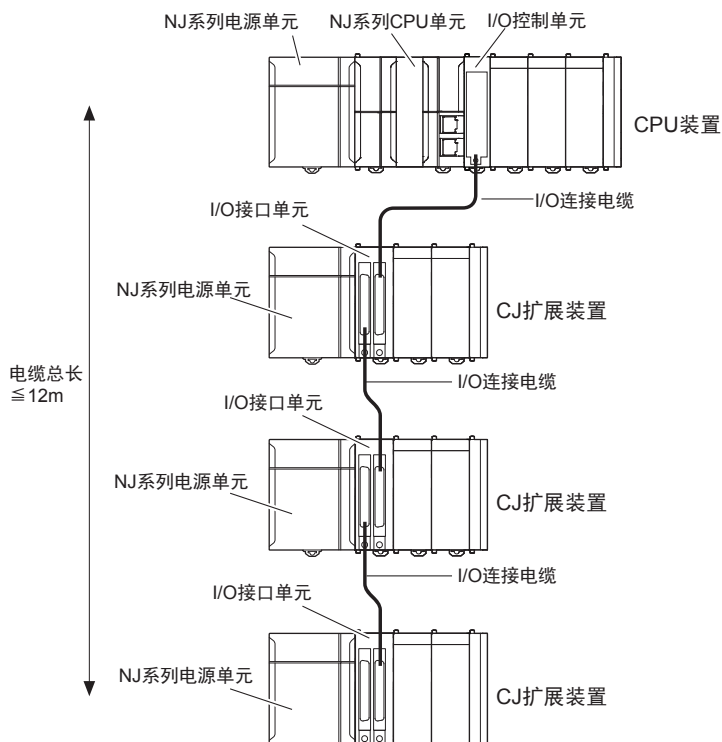 NJ系列电源单元 NJ系列CPU单元 I/O控制单元
CPU装置
I/O连接电缆
I/O接口单元
NJ系列电源单元
CJ扩展装置
电缆总长
≦12m
I/O连接电缆
I/O接口单元
NJ系列电源单元
CJ扩展装置
I/O连接电缆
I/O接口单元
NJ系列电源单元
CJ扩展装置